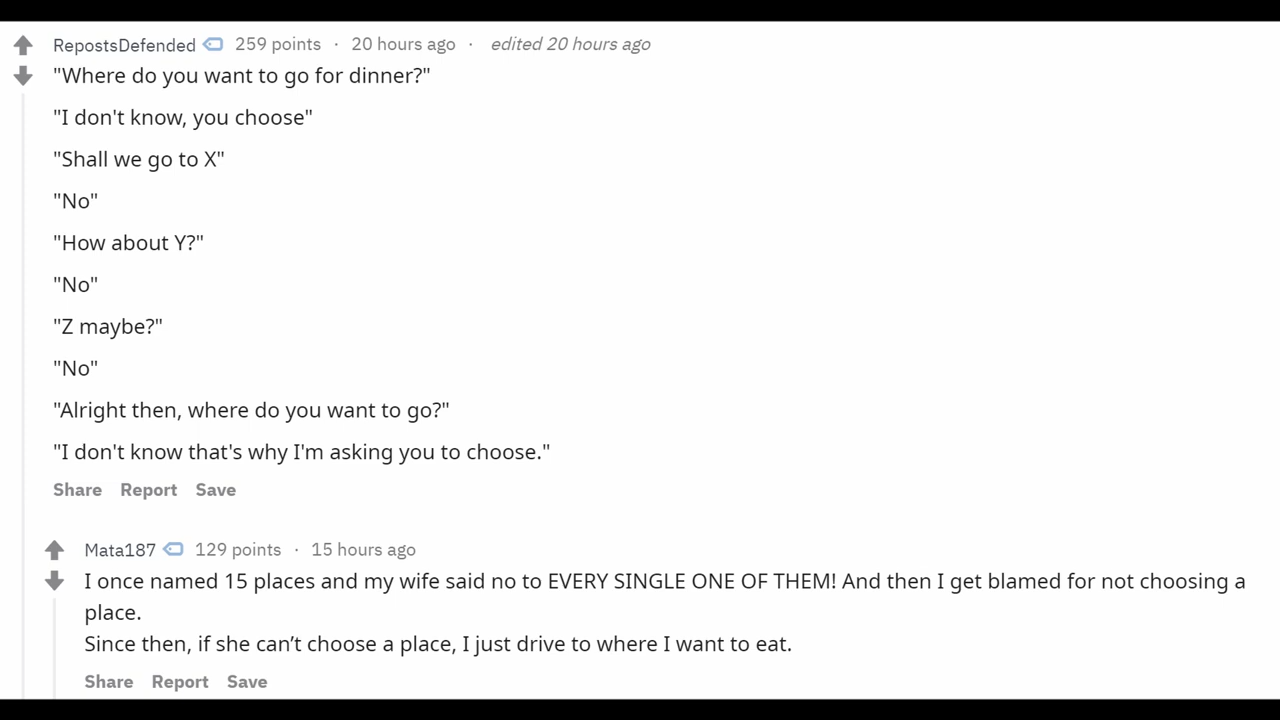 RepostsDefended 259 points · 20 hours ago · edited 20 hours ago
"Where do you want to go for dinner?"
"I don't know, you choose"
"Shall we go to X"
"No"
"How about Y?"
"No"
"Z maybe?"
"No"
"Alright then, where do you want to go?"
"I don't know that's why I'm asking you to choose."
Share Report Save
Mata187 129 points · 15 hours ago
I once named 15 places and my wife said no to EVERY SINGLE ONE OF THEM! And then I get blamed for not choosing a
place.
Since then, if she can’t choose a place, I just drive to where I want to eat.
Share Report Save